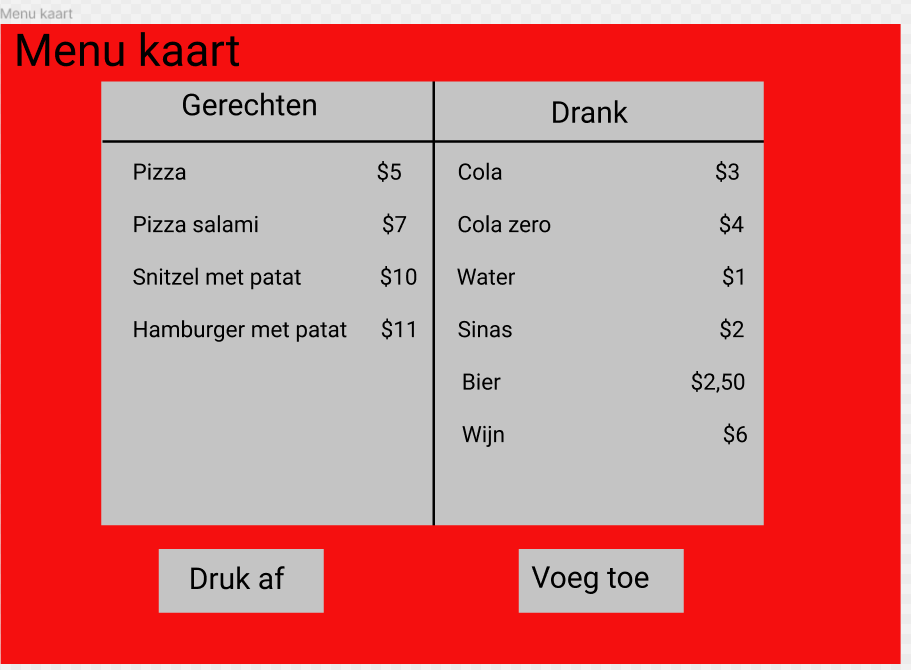 Menu kaart
Menu kaart
Gerechten
Drank
Pizza $5
Cola $3
Pizza salami $7
Cola zero $4
Snitzel met patat $10
Water $1
Hamburger met patat $11
Sinas $2
Bier $2,50
Wijn $6
Druk af
Voeg toe